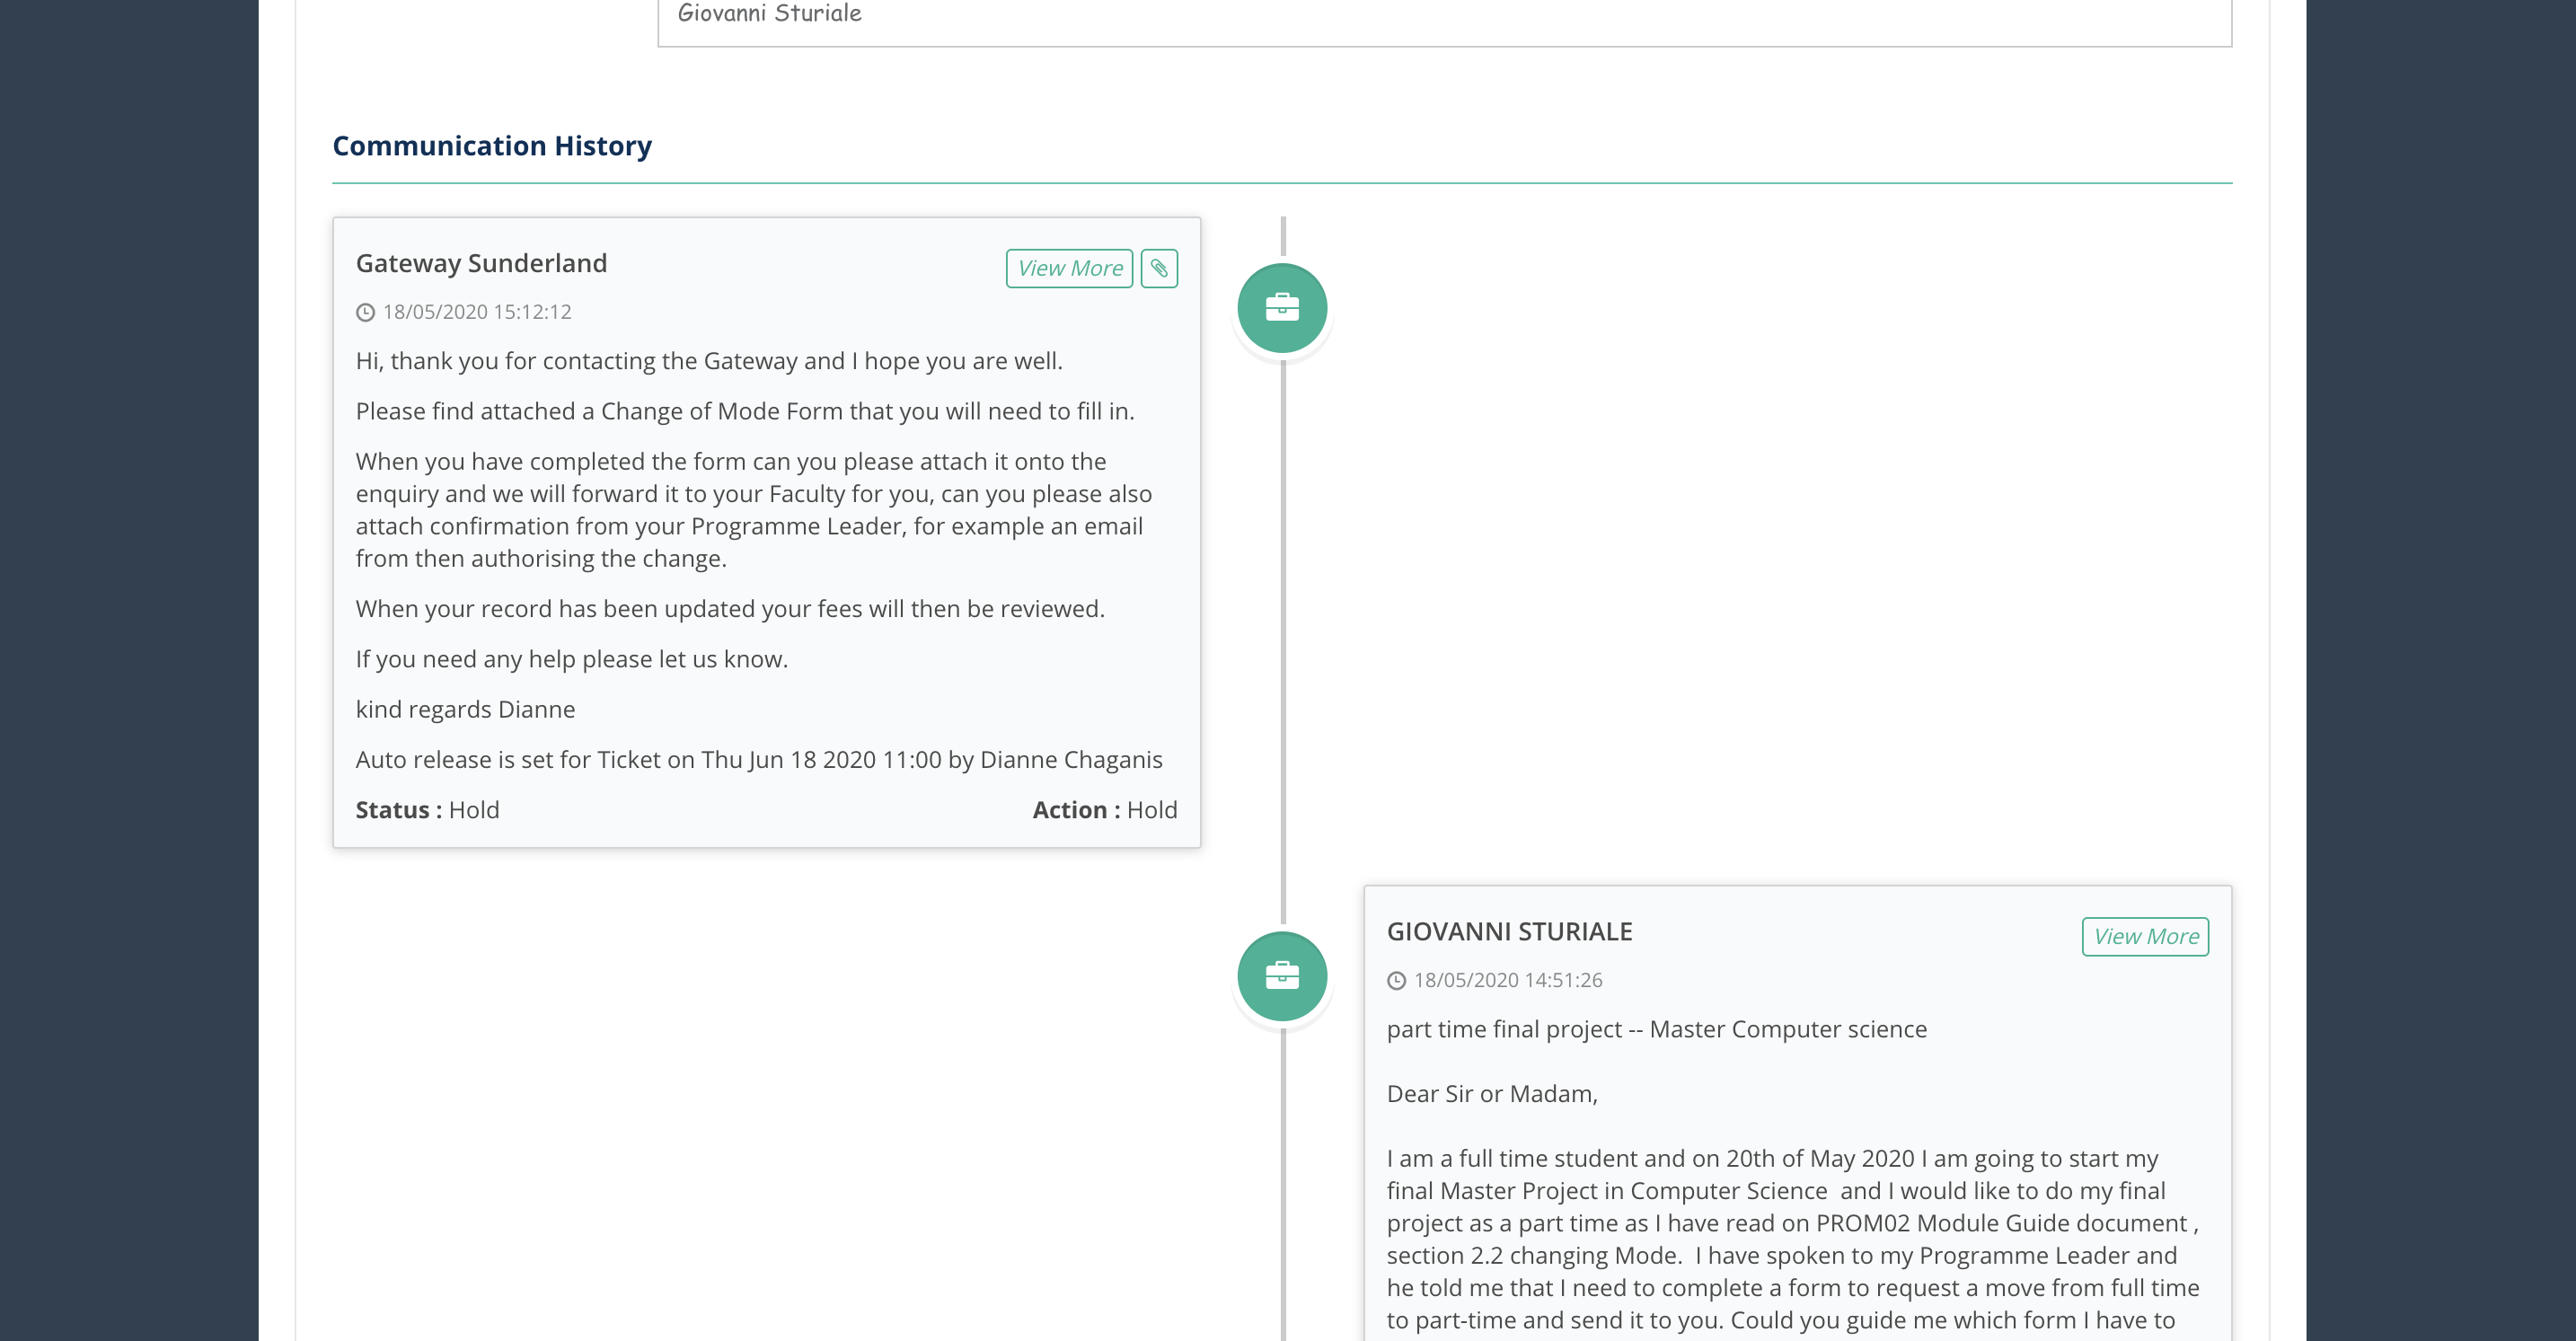 Giovanni Sturiale
Communication History
Gateway Sunderland
View More
18/05/2020 15:12:12
Hi, thank you for contacting the Gateway and I hope you are well.
Please find attached a Change of Mode Form that you will need to fill in.
When you have completed the form can you please attach it onto the
enquiry and we will forward it to your Faculty for you, can you please also
attach confirmation from your Programme Leader, for example an email
from then authorising the change.
When your record has been updated your fees will then be reviewed.
If you need any help please let us know.
kind regards Dianne
Auto release is set for Ticket on Thu Jun 18 2020 11:00 by Dianne Chaganis
Status : Hold
Action : Hold
GIOVANNI STURIALE
View More
18/05/2020 14:51:26
part time final project -- Master Computer science
Dear Sir or Madam,
I am a full time student and on 20th of May 2020 I am going to start my
final Master Project in Computer Science  and I would like to do my final
project as a part time as I have read on PROM02 Module Guide document ,
section 2.2 changing Mode.  I have spoken to my Programme Leader and
he told me that I need to complete a form to request a move from full time
to part-time and send it to you. Could you guide me which form I have to